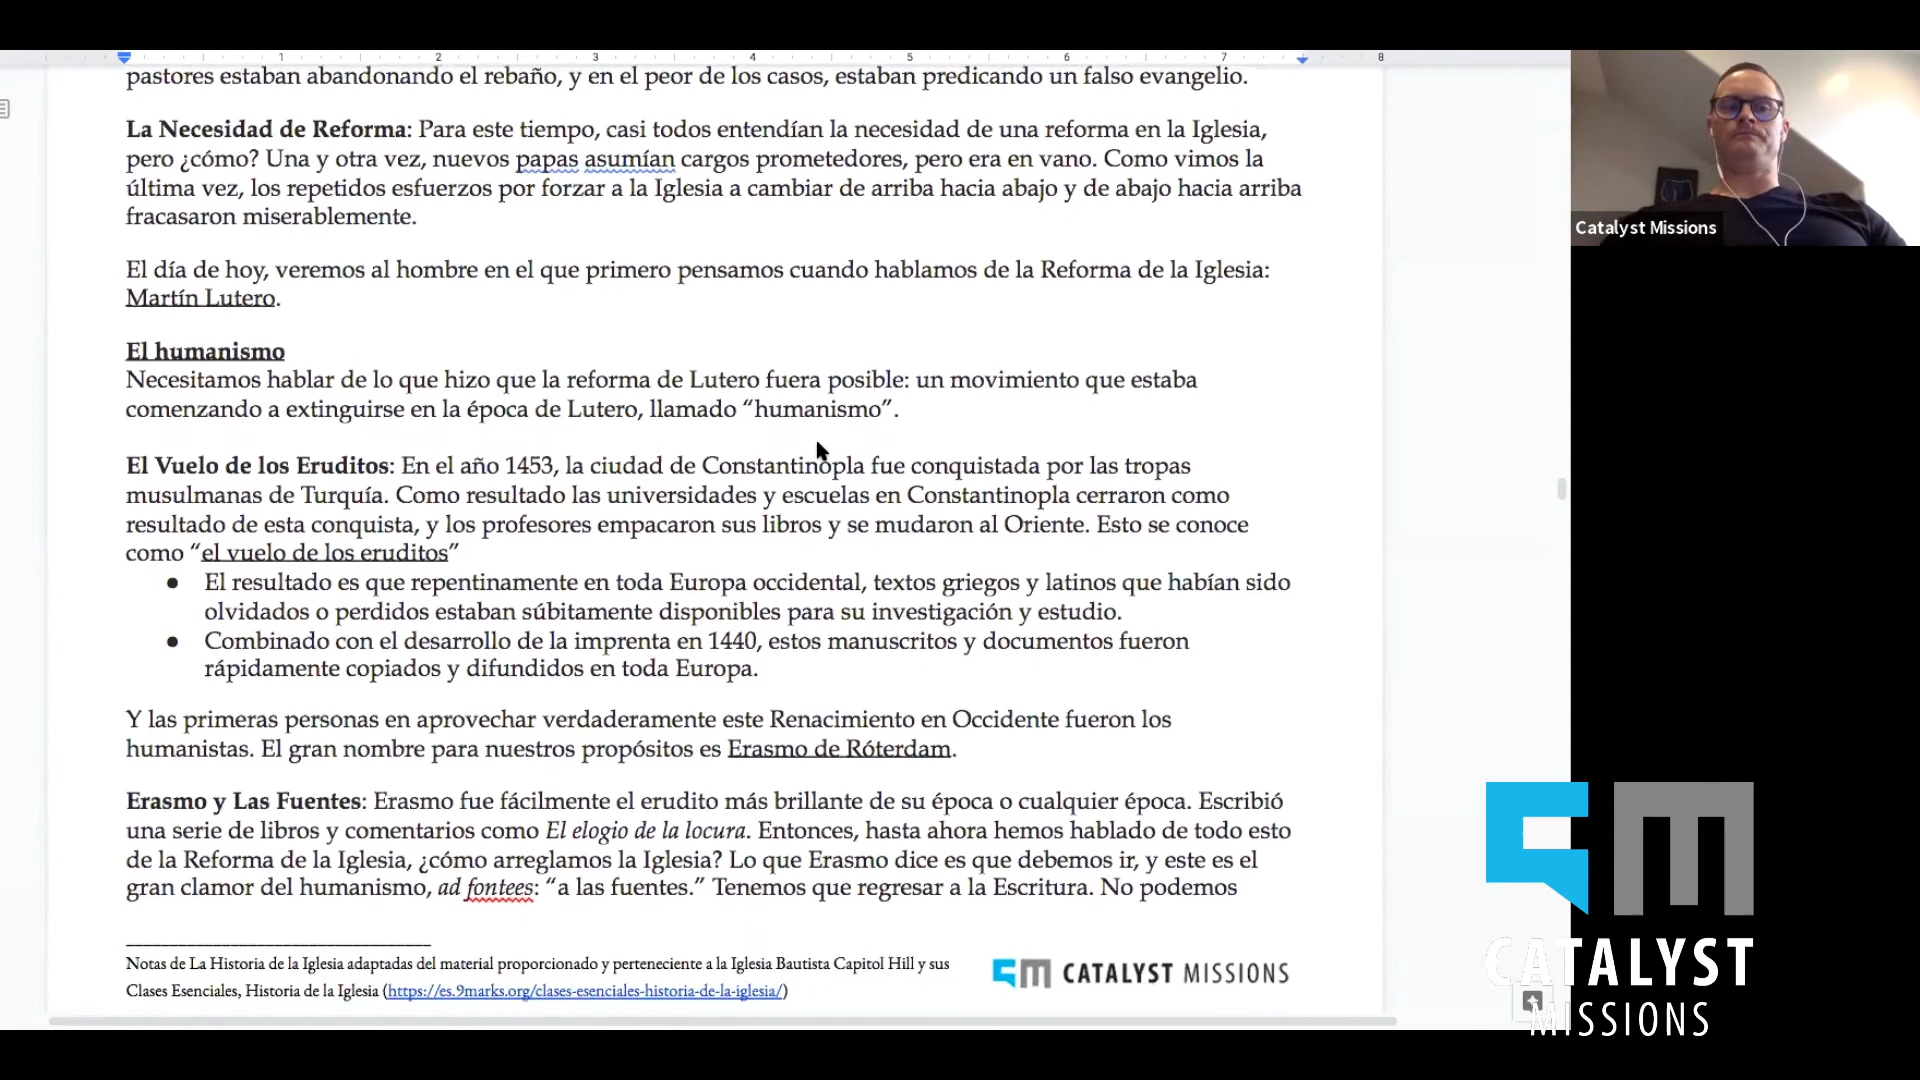 1 2 3 4 5 6 7 8
pastores estaban abandonando el rebaño, y en el peor de los casos, estaban predicando un falso evangelio.
La Necesidad de Reforma: Para este tiempo, casi todos entendían la necesidad de una reforma en la Iglesia,
pero ¿cómo? Una y otra vez, nuevos papas asumían cargos prometedores, pero era en vano. Como vimos la
última vez, los repetidos esfuerzos por forzar a la Iglesia a cambiar de arriba hacia abajo y de abajo hacia arriba
fracasaron miserablemente.
El día de hoy, veremos al hombre en el que primero pensamos cuando hablamos de la Reforma de la Iglesia:
Martín Lutero.
El humanismo
Necesitamos hablar de lo que hizo que la reforma de Lutero fuera posible: un movimiento que estaba
comenzando a extinguirse en la época de Lutero, llamado “humanismo”.
El Vuelo de los Eruditos: En el año 1453, la ciudad de Constantinopla fue conquistada por las tropas
musulmanas de Turquía. Como resultado las universidades y escuelas en Constantinopla cerraron como
resultado de esta conquista, y los profesores empacaron sus libros y se mudaron al Oriente. Esto se conoce
como “el vuelo de los eruditos”
● El resultado es que repentinamente en toda Europa occidental, textos griegos y latinos que habían sido
olvidados o perdidos estaban súbitamente disponibles para su investigación y estudio.
● Combinado con el desarrollo de la imprenta en 1440, estos manuscritos y documentos fueron
rápidamente copiados y difundidos en toda Europa.
Y las primeras personas en aprovechar verdaderamente este Renacimiento en Occidente fueron los
humanistas. El gran nombre para nuestros propósitos es Erasmo de Róterdam.
Erasmo y Las Fuentes: Erasmo fue fácilmente el erudito más brillante de su época o cualquier época. Escribió
una serie de libros y comentarios como El elogio de la locura. Entonces, hasta ahora hemos hablado de todo esto
de la Reforma de la Iglesia, ¿cómo arreglamos la Iglesia? Lo que Erasmo dice es que debemos ir, y este es el
gran clamor del humanismo, ad fontees: “a las fuentes.” Tenemos que regresar a la Escritura. No podemos
Notas de La Historia de la Iglesia adaptadas del material proporcionado y perteneciente a la Iglesia Bautista Capitol Hill y sus
Clases Esenciales, Historia de la Iglesia (https://es.9marks.org/clases-esenciales-historia-de-la-iglesia/)
CATALYST MISSIONS
Catalyst Missions
CATALYST
MISSIONS